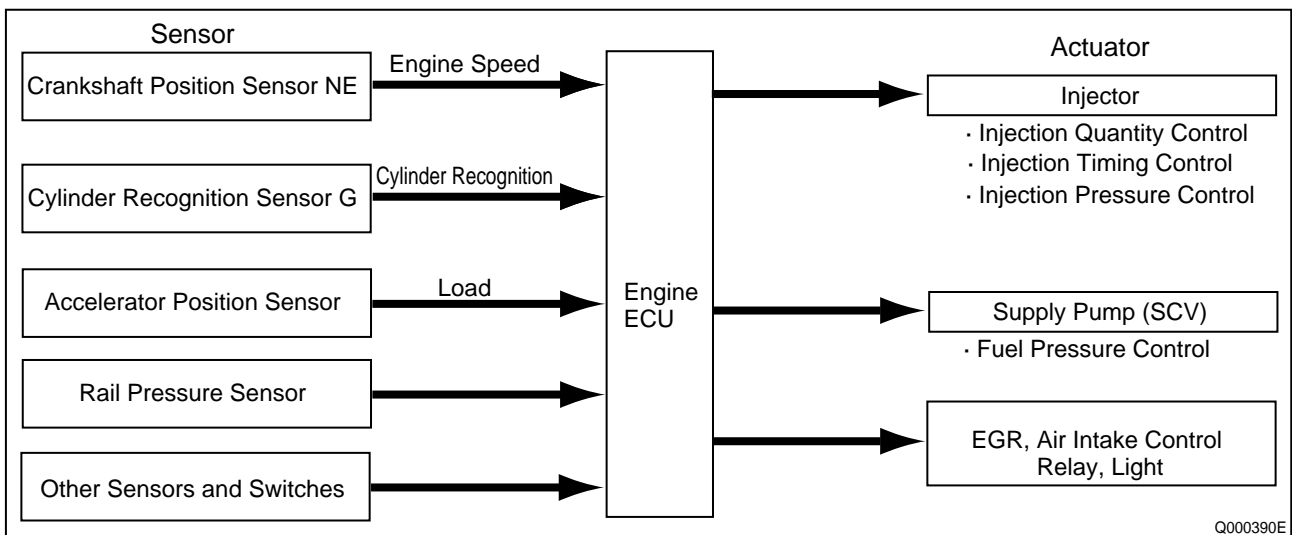 Sensor
Crankshaft Position Sensor NE
Engine Speed
Cylinder Recognition Sensor G
Cylinder Recognition
Accelerator Position Sensor
Load
Rail Pressure Sensor
Other Sensors and Switches
Engine
ECU
Actuator
Injector
· Injection Quantity Control
· Injection Timing Control
· Injection Pressure Control
Supply Pump (SCV)
· Fuel Pressure Control
EGR, Air Intake Control
Relay, Light
Q000390E